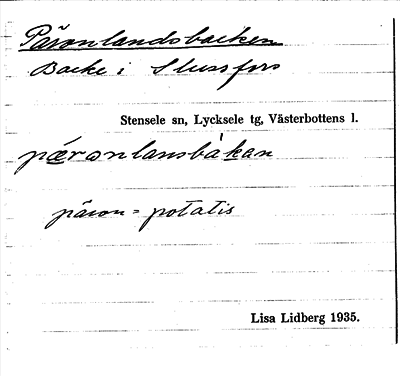 Päronlandsbacken
Backe i Slussfors
Stensele sn, Lycksele tg, Västerbottens l.
pæronlansbàkan
päron = potatis
Lisa Lidberg 1935.